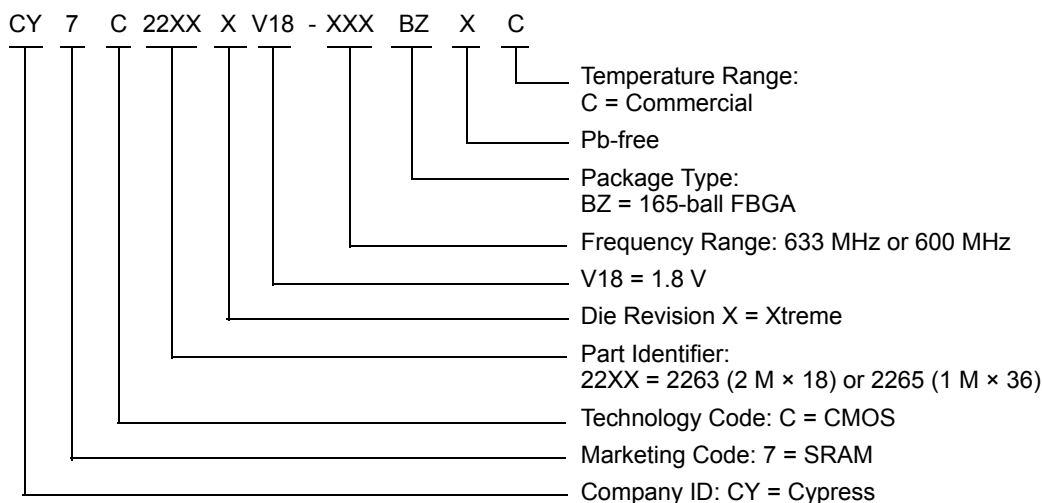 CY 7 C 22XX X V18 - XXX BZ X C
Temperature Range:
C = Commercial
Pb-free
Package Type:
BZ = 165-ball FBGA
Frequency Range: 633 MHz or 600 MHz
V18 = 1.8 V
Die Revision X = Xtreme
Part Identifier:
22XX = 2263 (2 M × 18) or 2265 (1 M × 36)
Technology Code: C = CMOS
Marketing Code: 7 = SRAM
Company ID: CY = Cypress